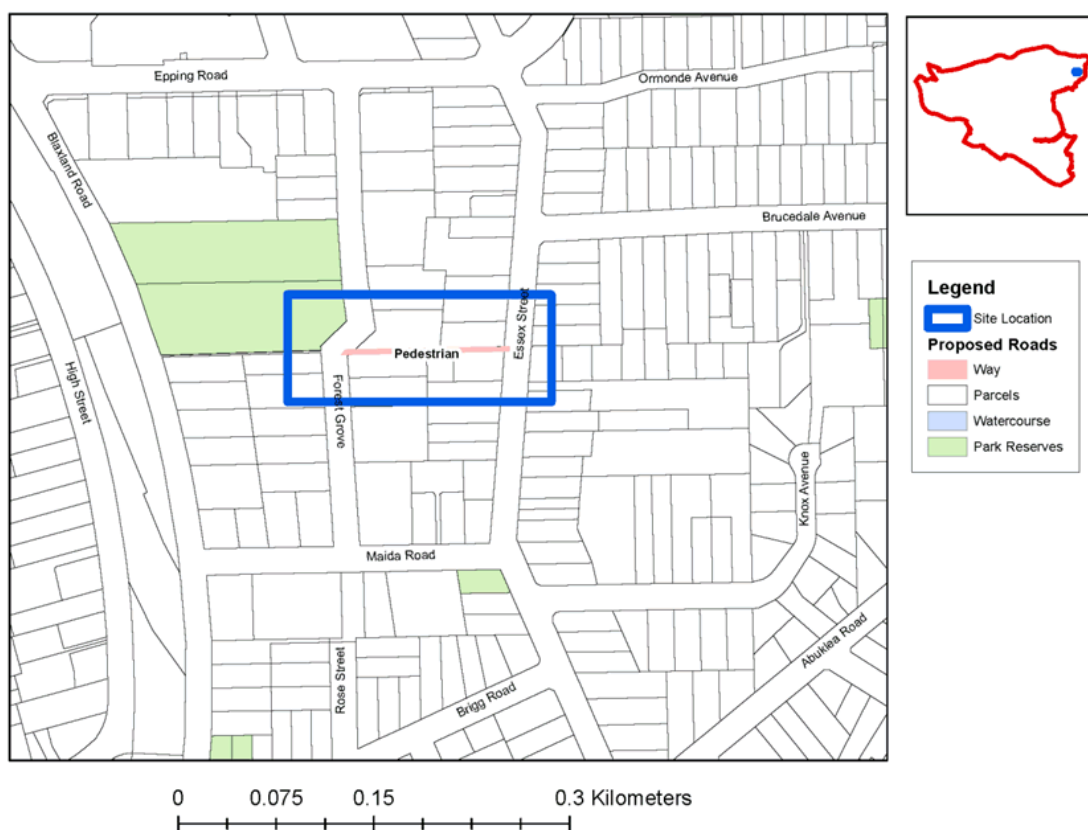 Epping Road
Ormonde Avenue
Blaxland Road
Brucedale Avenue
Essex Street
Pedestrian
High Street
Forest Grove
Knox Avenue
Maida Road
Abuklea Road
Rose Street
Brigg Road
Legend
Site Location
Proposed Roads
Way
Parcels
Watercourse
Park Reserves
0 0.075 0.15 0.3 Kilometers